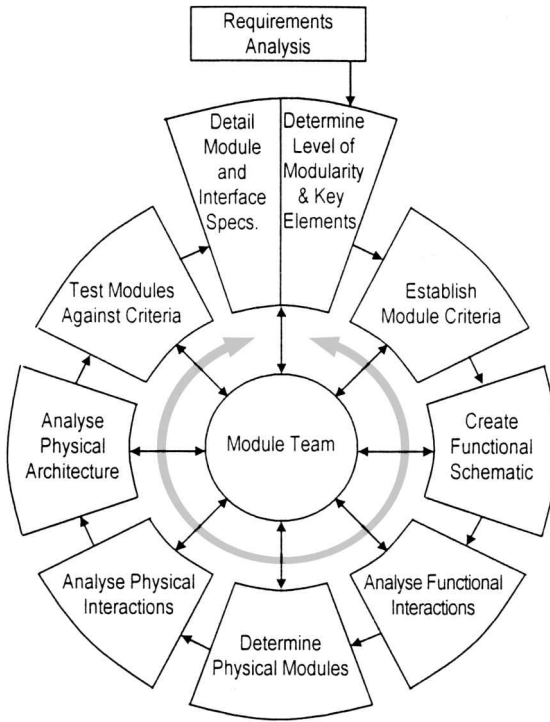 Requirements
Analysis
Detail
Module
and
Interface
Specs.
Determine
Level of
Modularity
& Key
Elements
Establish
Module Criteria
Create
Functional
Schematic
Analyse Functional
Interactions
Determine
Physical Modules
Analyse Physical
Interactions
Analyse
Physical
Architecture
Test Modules
Against Criteria
Module Team